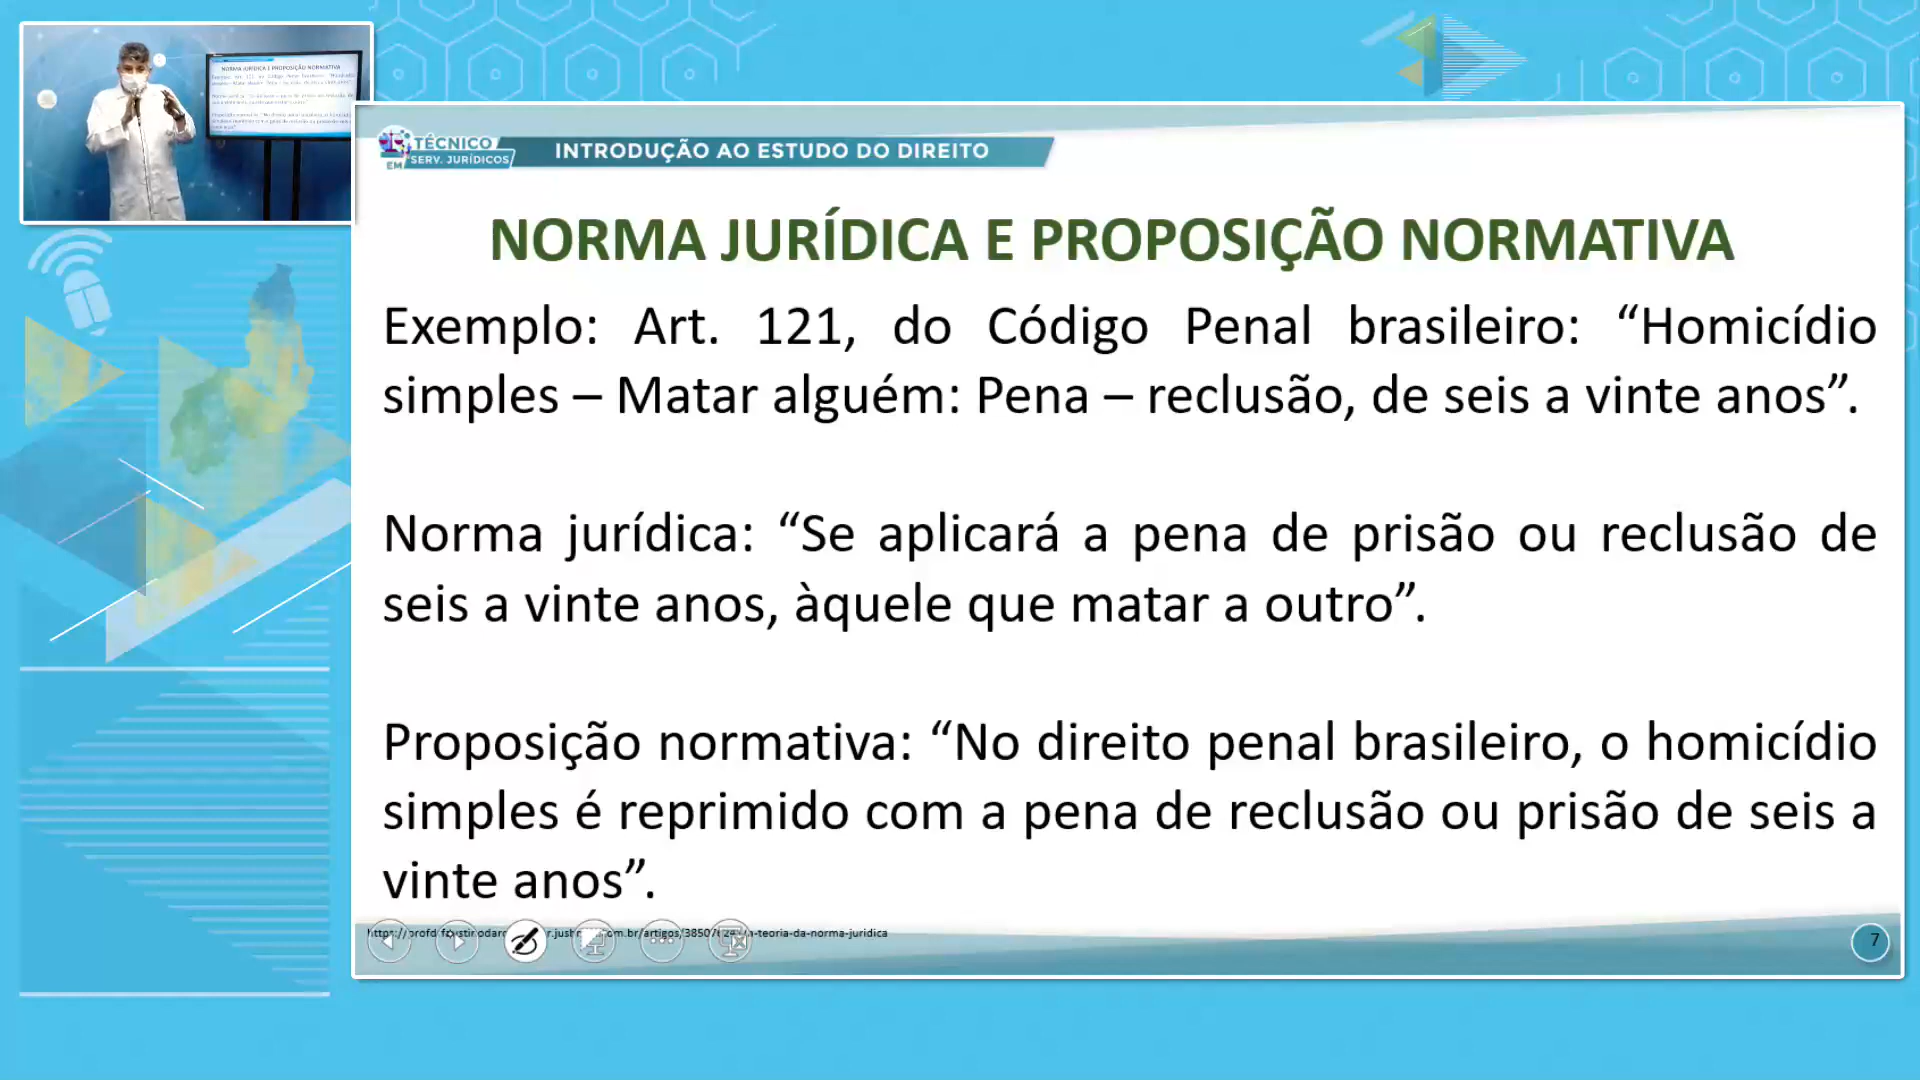 TÉCNICO
EM SERV. JURÍDICOS
INTRODUÇÃO AO ESTUDO DO DIREITO
NORMA JURÍDICA E PROPOSIÇÃO NORMATIVA
Exemplo: Art. 121, do Código Penal brasileiro: “Homicídio
simples – Matar alguém: Pena – reclusão, de seis a vinte anos”.
Norma jurídica: “Se aplicará a pena de prisão ou reclusão de
seis a vinte anos, àquele que matar a outro”.
Proposição normativa: “No direito penal brasileiro, o homicídio
simples é reprimido com a pena de reclusão ou prisão de seis a
vinte anos”.
7